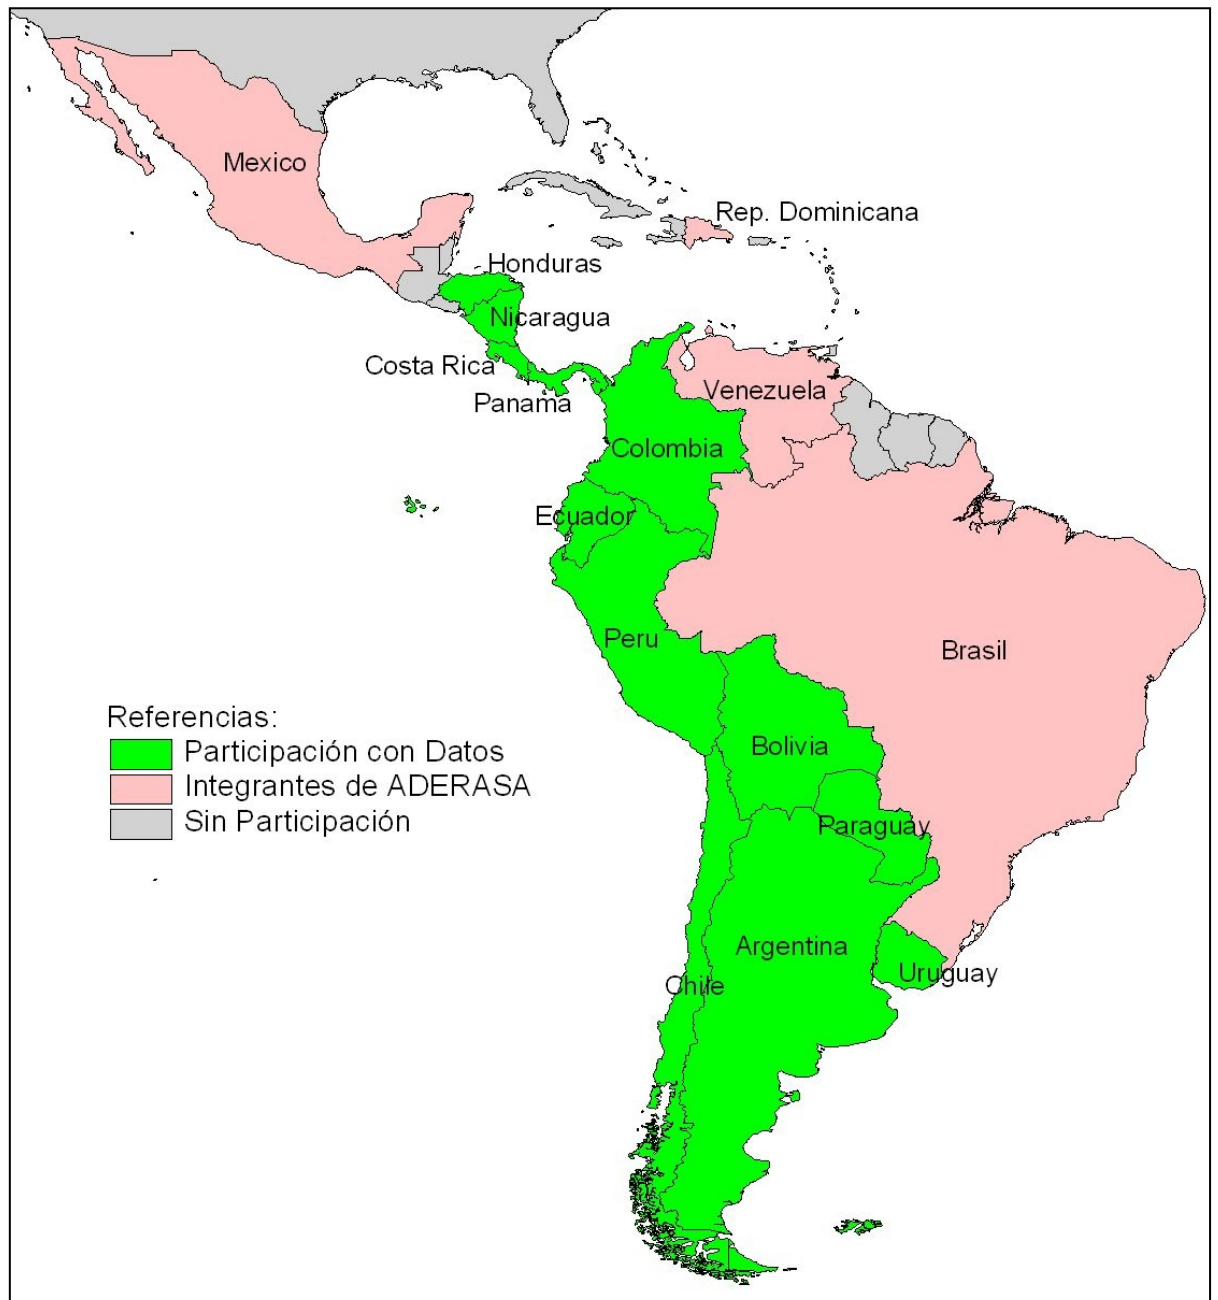 Mexico
Rep. Dominicana
Honduras
Nicaragua
Costa Rica
Panama
Venezuela
Colombia
Ecuador
Peru
Brasil
Referencias:
Participación con Datos
Integrantes de ADERASA
Sin Participación
Bolivia
Paraguay
Argentina
Uruguay
Chile